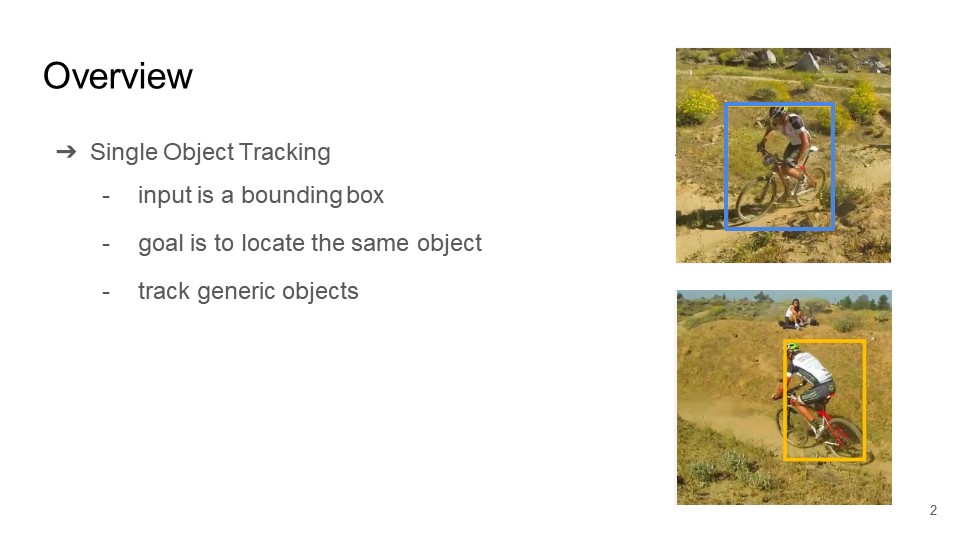 Overview
➔ Single Object Tracking
- input is a bounding box
- goal is to locate the same object
- track generic objects
2